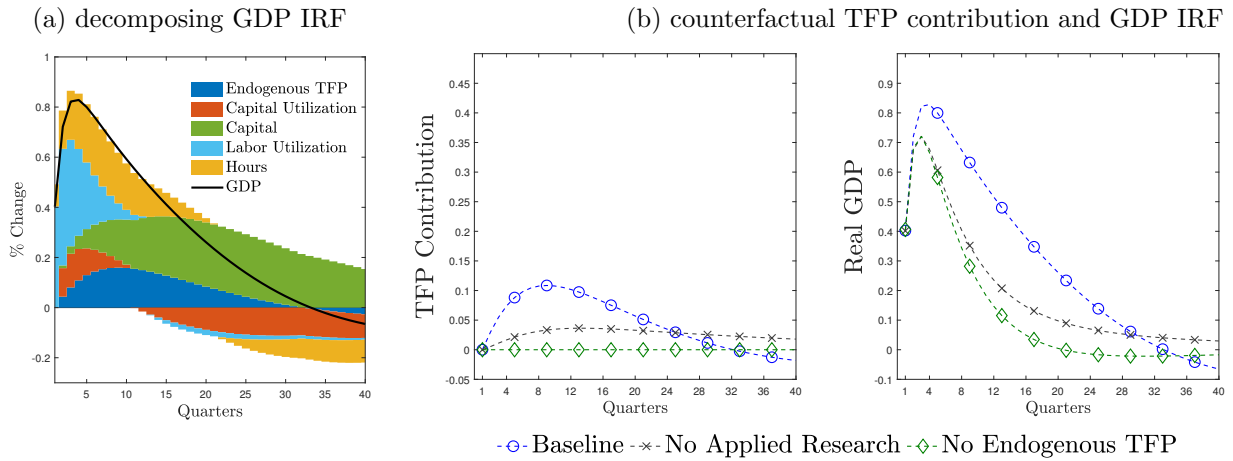 (a) decomposing GDP IRF
(b) counterfactual TFP contribution and GDP IRF
% Change
1
0.8
0.6
0.4
0.2
0
-0.2
5 10 15 20 25 30 35 40
Quarters
Endogenous TFP
Capital Utilization
Capital
Labor Utilization
Hours
GDP
TFP Contribution
0.45
0.4
0.35
0.3
0.25
0.2
0.15
0.1
0.05
0
-0.05
1 4 8 12 16 20 24 28 32 36 40
Quarters
Real GDP
0.9
0.8
0.7
0.6
0.5
0.4
0.3
0.2
0.1
0
-0.1
1 4 8 12 16 20 24 28 32 36 40
Quarters
Baseline No Applied Research No Endogenous TFP